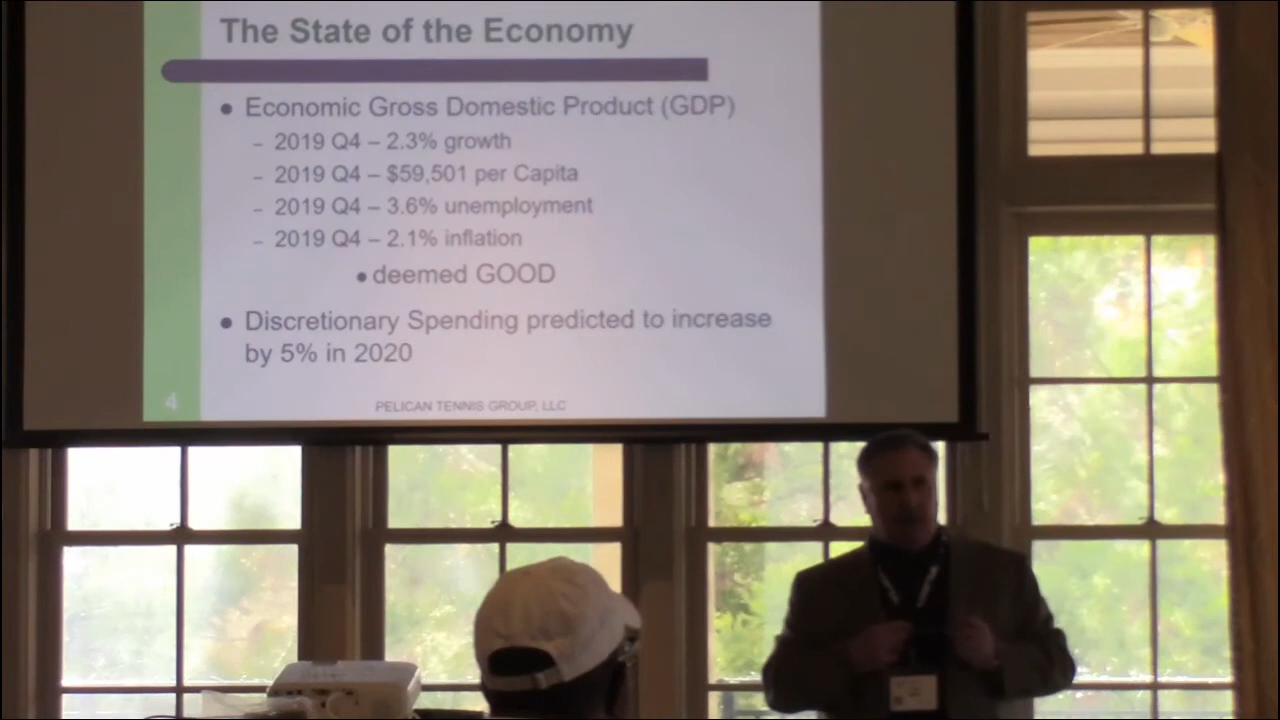 The State of the Economy
● Economic Gross Domestic Product (GDP)
– 2019 Q4 – 2.3% growth
– 2019 Q4 – $59,501 per Capita
– 2019 Q4 – 3.6% unemployment
– 2019 Q4 – 2.1% inflation
● deemed GOOD
● Discretionary Spending predicted to increase
by 5% in 2020
4
PELICAN TENNIS GROUP, LLC